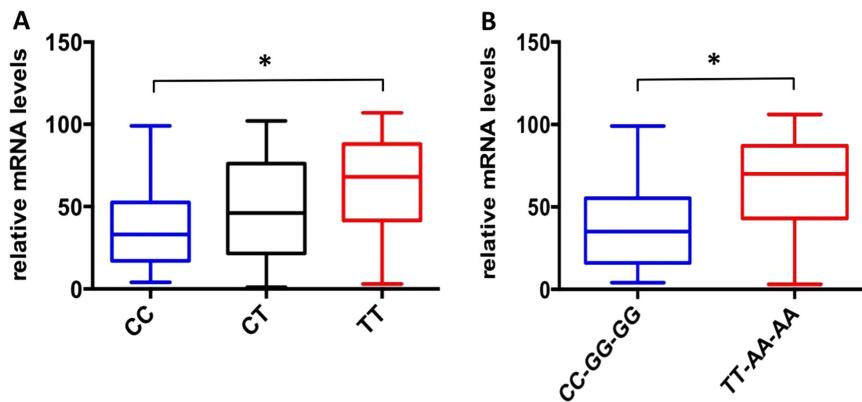 A
relative mRNA levels
150
100
50
0
*
CC
CT
TT
B
relative mRNA levels
150
100
50
0
*
CC-GG-GG
TT-AA-AA